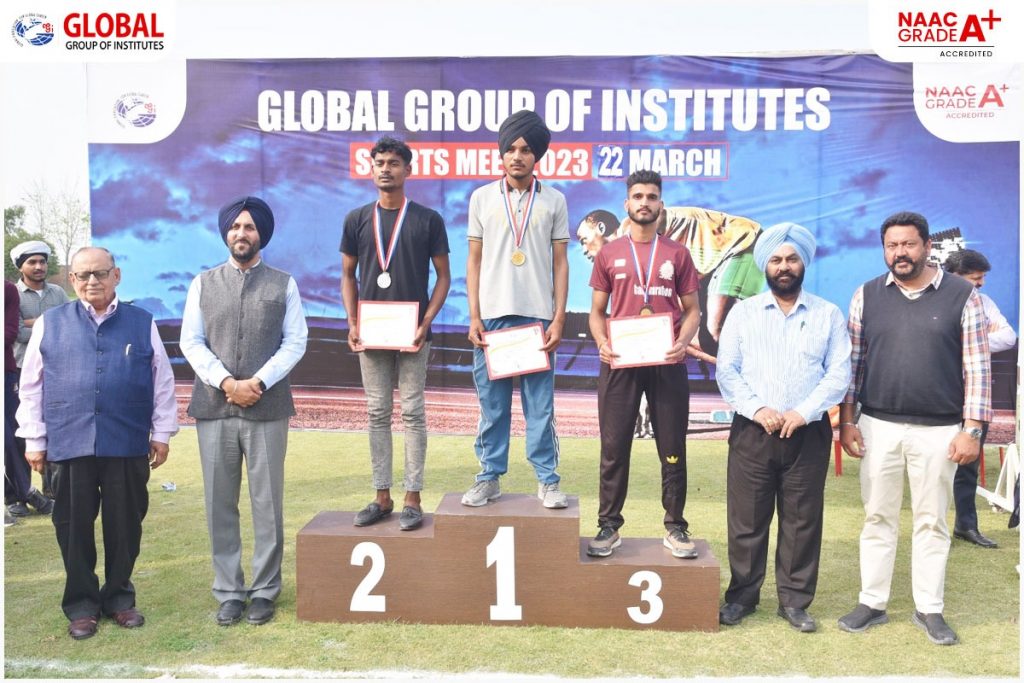 GLOBAL
GROUP OF INSTITUTES
NAAC
GRADE A+
ACCREDITED
NAAC
GRADE A+
ACCREDITED
GLOBAL GROUP OF INSTITUTES
MEE 2023 22 MARCH
2
1
3